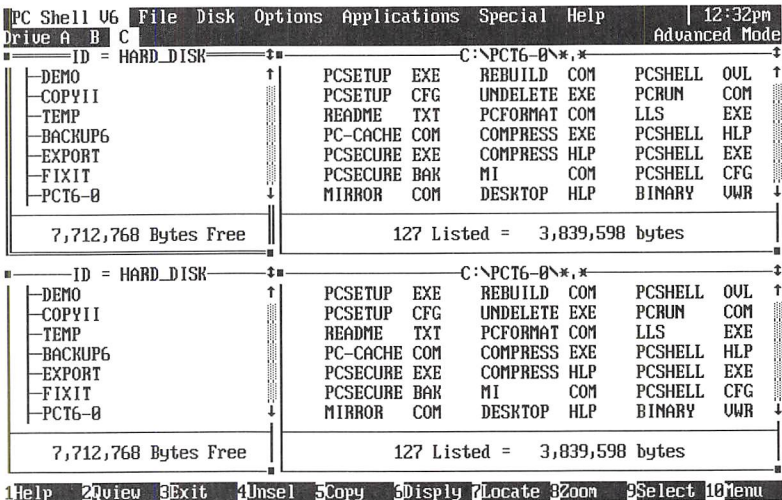 PC Shell V6 File Disk Options Applications Special Help 12:32pm
Drive A B C Advanced Mode
ID = HARD_DISK
DEMO
COPYII
TEMP
BACKUP6
EXPORT
FIXIT
PCT6-0
7,712,768 Bytes Free
C:\PCT6-0\*.*
PCSETUP EXE REBUILD COM PCSHELL OVL
PCSETUP CFG UNDELETE EXE PCRUN COM
README TXT PCFORMAT COM LLS EXE
PC-CACHE COM COMPRESS EXE PCSHELL HLP
PCSECURE EXE COMPRESS HLP PCSHELL EXE
PCSECURE BAK MI COM PCSHELL CFG
MIRROR COM DESKTOP HLP BINARY VWR
127 Listed = 3,839,598 bytes
ID = HARD_DISK
DEMO
COPYII
TEMP
BACKUP6
EXPORT
FIXIT
PCT6-0
7,712,768 Bytes Free
C:\PCT6-0\*.*
PCSETUP EXE REBUILD COM PCSHELL OVL
PCSETUP CFG UNDELETE EXE PCRUN COM
README TXT PCFORMAT COM LLS EXE
PC-CACHE COM COMPRESS EXE PCSHELL HLP
PCSECURE EXE COMPRESS HLP PCSHELL EXE
PCSECURE BAK MI COM PCSHELL CFG
MIRROR COM DESKTOP HLP BINARY VWR
127 Listed = 3,839,598 bytes
1Help 2Qview 3Exit 4Unsel 5Copy 6Disply 7Locate 8Zoom 9Select 10Menu